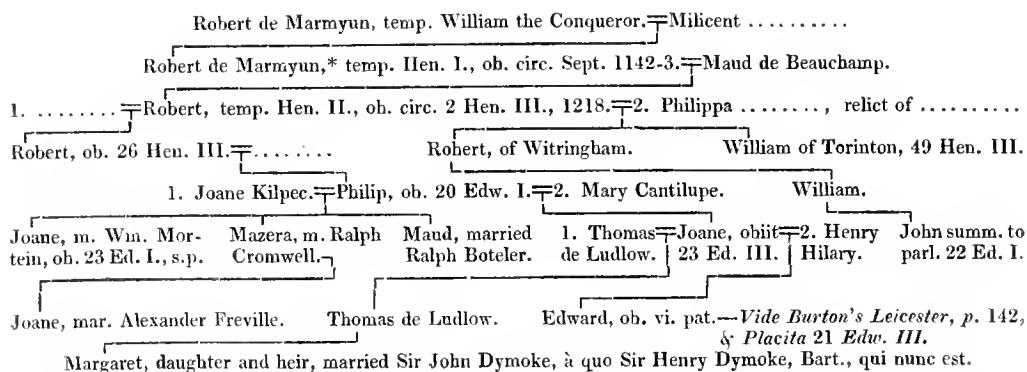 Robert de Marmyun, temp. William the Conqueror.=Milicent ..........
Robert de Marmyun,* temp. Hen. I., ob. circ. Sept. 1142-3.=Maud de Beauchamp.
1. ........=Robert, temp. Hen. II., ob. circ. 2 Hen. III., 1218.=2. Philippa ........, relict of ..........
Robert, ob. 26 Hen. III.=........ Robert, of Witringham. William of Torinton, 49 Hen. III.
1. Joane Kilpec.=Philip, ob. 20 Edw. I.=2. Mary Cantilupe. William.
Joane, m. Wm. Mor- Mazera, m. Ralph Maud, married 1. Thomas=Joane, obiit=2. Henry John summ. to
tein, ob. 23 Ed. I., s.p. Cromwell. Ralph Boteler. de Ludlow. 23 Ed. III. Hilary. parl. 22 Ed. I.
Joane, mar. Alexander Freville. Thomas de Ludlow. Edward, ob. vi. pat.—Vide Burton's Leicester, p. 142,
& Placita 21 Edw. III.
Margaret, daughter and heir, married Sir John Dymoke, à quo Sir Henry Dymoke, Bart., qui nunc est.